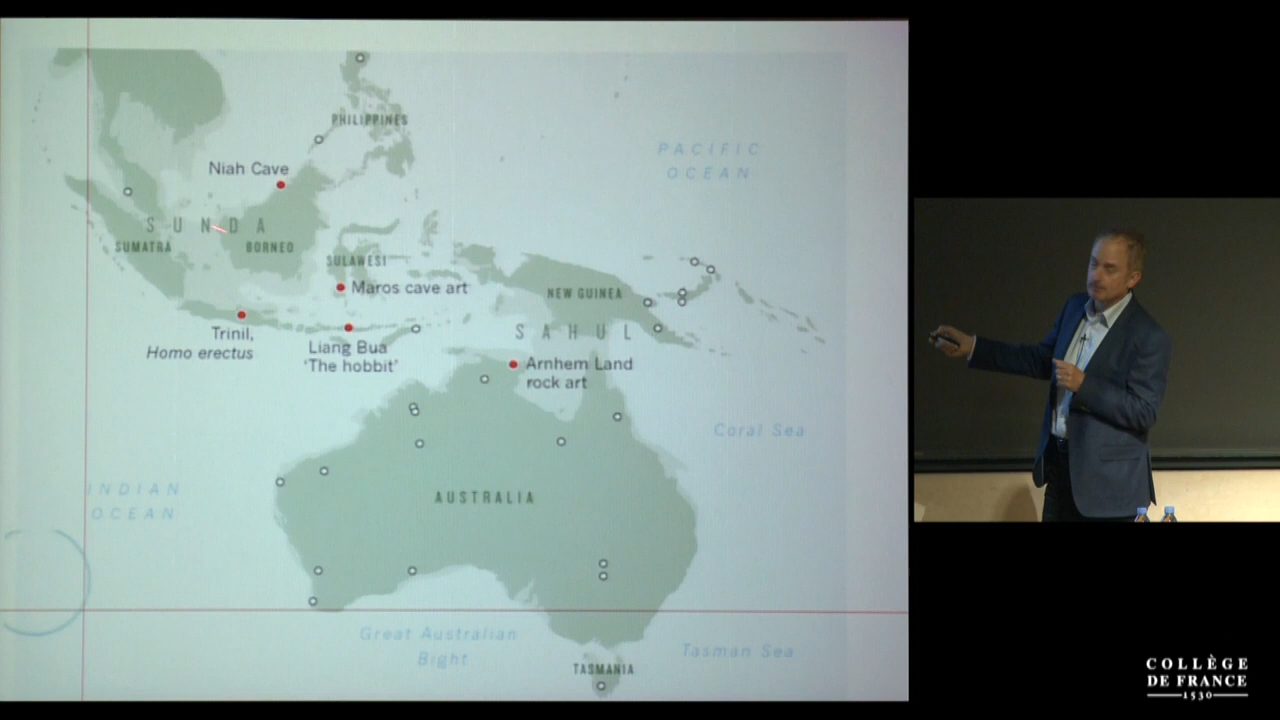 PHILIPPINES
PACIFIC
OCEAN
Niah Cave
SUNDA
SUMATRA
BORNEO
SULAWESI
Maros cave art
NEW GUINEA
SAHUL
Trinil,
Homo erectus
Liang Bua
‘The hobbit’
Arnhem Land
rock art
Coral Sea
INDIAN
OCEAN
AUSTRALIA
Great Australian
Bight
Tasman Sea
TASMANIA
COLLÈGE
DE FRANCE
1530